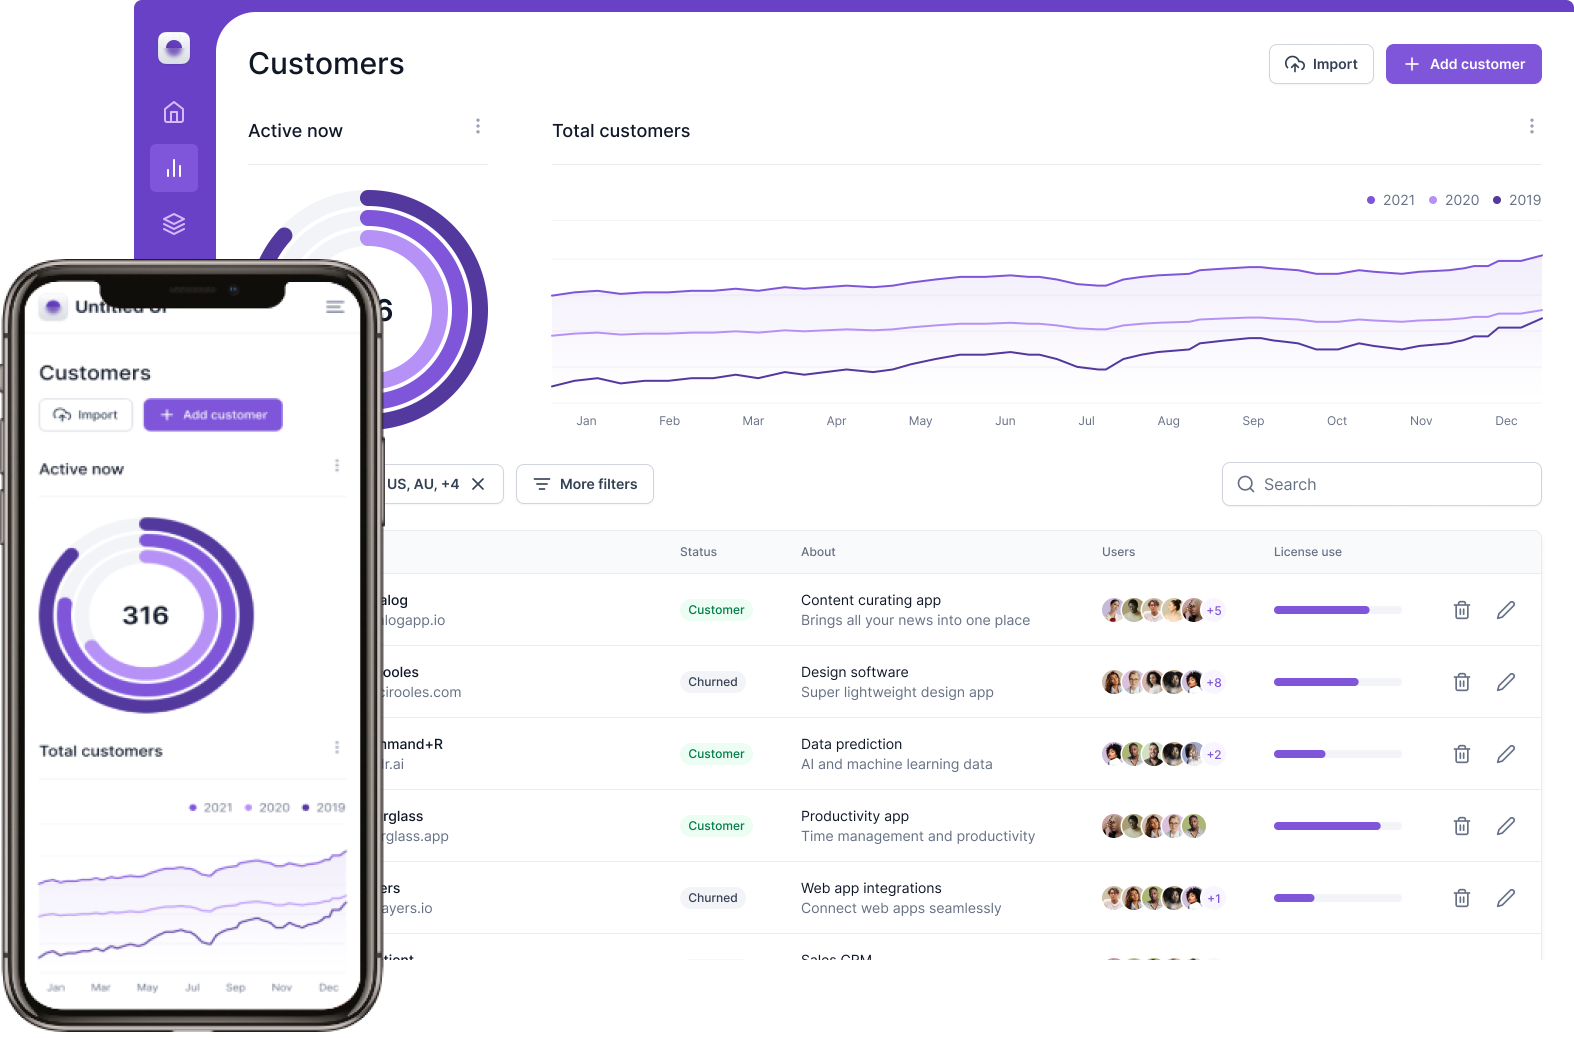 Customers
Import
Add customer
Active now
Total customers
2021 2020 2019
6
Jan Feb Mar Apr May Jun Jul Aug Sep Oct Nov Dec
US, AU, +4
More filters
Search
Status About Users License use
alog Customer Content curating app +5
logapp.io Brings all your news into one place
ooles Churned Design software +8
cirooles.com Super lightweight design app
mmand+R Customer Data prediction +2
r.ai AI and machine learning data
rglass Customer Productivity app
rglass.app Time management and productivity
ers Churned Web app integrations +1
ayers.io Connect web apps seamlessly
Sales CRM
Untitled UI
Customers
Import
Add customer
Active now
316
Total customers
2021 2020 2019
Jan Mar May Jul Sep Nov Dec